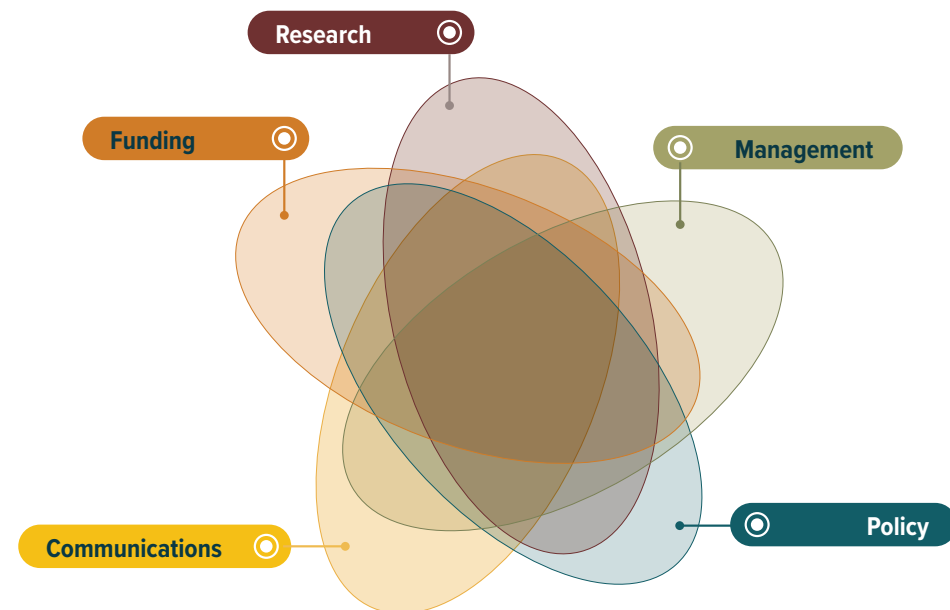 Research
Funding
Management
Communications
Policy